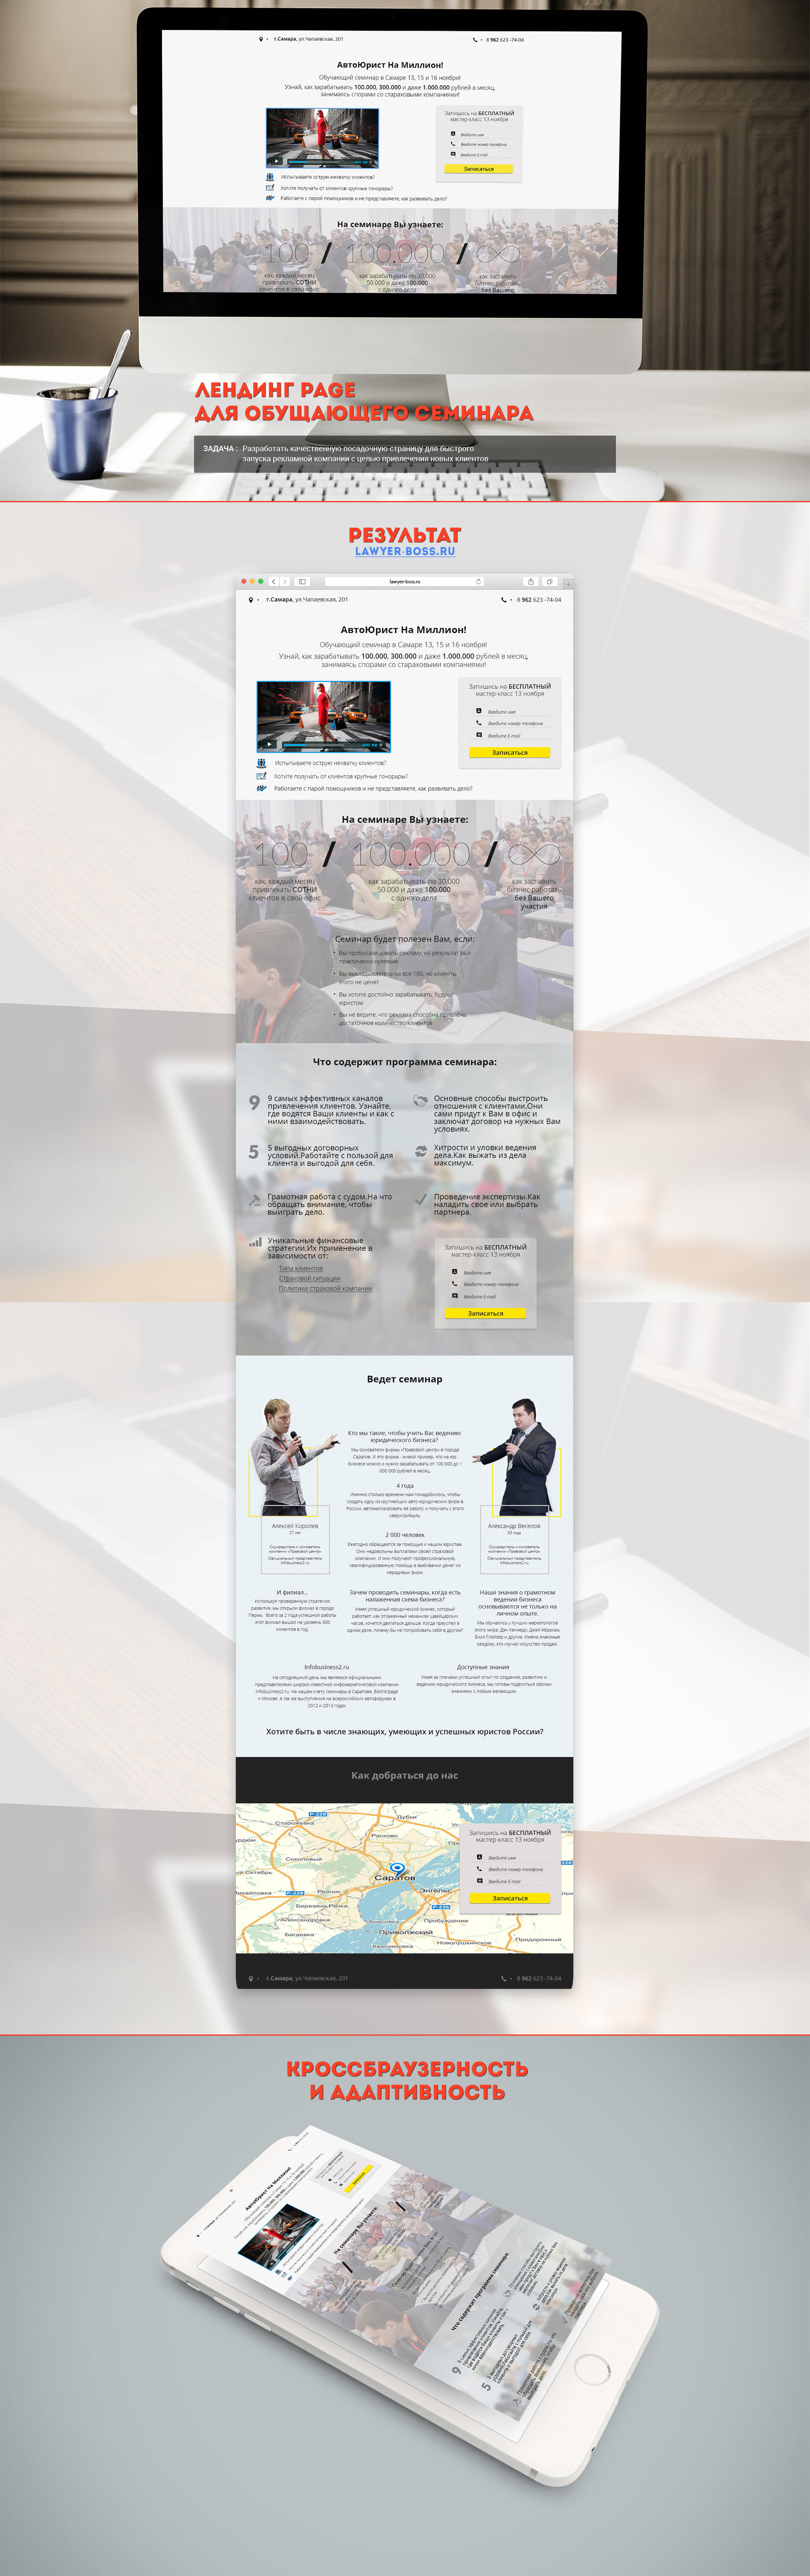 г.Самара, ул.Чапаевская, 201
8 962 623 -74-04
АвтоЮрист На Миллион!
Обучающий семинар в Самаре 13, 15 и 16 ноября!
Узнай, как зарабатывать 100.000, 300.000 и даже 1.000.000 рублей в месяц,
занимаясь спорами со стараховыми компаниями!
Запишись на БЕСПЛАТНЫЙ
мастер-класс 13 ноября
Введите имя
Введите номер телефона
Введите E-mail
Записаться
Испытываете острую нехватку клиентов?
Хотите получать от клиентов крупные гонорары?
Работаете с парой помощников и не представляете, как развивать дело?
На семинаре Вы узнаете:
100 / 100.000 / ∞
как, каждый месяц
привлекать СОТНИ
клиентов в свой офис
как зарабатывать по 30.000
50.000 и даже 100.000
с одного дела
как заставить
бизнес работать
без Вашего
ЛЕНДИНГ PAGE
ДЛЯ ОБУЩАЮЩЕГО СЕМИНАРА
ЗАДАЧА : Разработать качественную посадочную страницу для быстрого
запуска рекламной компании с целью привлечения новых клиентов
РЕЗУЛЬТАТ
LAWYER-BOSS.RU
lawyer-boss.ru
г.Самара, ул.Чапаевская, 201
8 962 623 -74-04
АвтоЮрист На Миллион!
Обучающий семинар в Самаре 13, 15 и 16 ноября!
Узнай, как зарабатывать 100.000, 300.000 и даже 1.000.000 рублей в месяц,
занимаясь спорами со стараховыми компаниями!
Запишись на БЕСПЛАТНЫЙ
мастер-класс 13 ноября
Введите имя
Введите номер телефона
Введите E-mail
Записаться
Испытываете острую нехватку клиентов?
Хотите получать от клиентов крупные гонорары?
Работаете с парой помощников и не представляете, как развивать дело?
На семинаре Вы узнаете:
100 / 100.000 / ∞
как, каждый месяц
привлекать СОТНИ
клиентов в свой офис
как зарабатывать по 30.000
50.000 и даже 100.000
с одного дела
как заставить
бизнес работать
без Вашего
участия
Семинар будет полезен Вам, если:
Вы пробовали давать рекламу, но результат был
практически нулевым
Вы выкладываетесь на все 100, но клиенты
этого не ценят
Вы хотите достойно зарабатывать, будучи
юристом
Вы не верите, что реклама способна привлечь
достаточное количество клиентов
Что содержит программа семинара:
9
9 самых эффективных каналов
привлечения клиентов. Узнайте,
где водятся Ваши клиенты и как с
ними взаимодействовать.
Основные способы выстроить
отношения с клиентами.Они
сами придут к Вам в офис и
заключат договор на нужных Вам
условиях.
5
5 выгодных договорных
условий.Работайте с пользой для
клиента и выгодой для себя.
Хитрости и уловки ведения
дела.Как выжать из дела
максимум.
Грамотная работа с судом.На что
обращать внимание, чтобы
выиграть дело.
Проведение экспертизы.Как
наладить свое или выбрать
партнера.
Уникальные финансовые
стратегии.Их применение в
зависимости от:
Типа клиентов
Страховой ситуации
Политики страховой компании
Запишись на БЕСПЛАТНЫЙ
мастер-класс 13 ноября
Введите имя
Введите номер телефона
Введите E-mail
Записаться
Ведет семинар
Кто мы такие, чтобы учить Вас ведению
юридического бизнеса?
Мы основатели фирмы «Правовой центр» в городе
Саратов. И это фирма - живой пример, что на юр.
бизнесе можно и нужно зарабатывать от 100 000 до 1
000 000 рублей в месяц.
4 года
Именно столько времени нам понадобилось, чтобы
создать одну из крупнейших авто юридических фирм в
России, автоматизировать её работу и получать с этого
сверхприбыль.
2 000 человек
Ежегодно обращаются за помощью к нашим юристам.
Они недовольны выплатами своей страховой
компании. И они получают профессиональную,
квалифицированную помощь в выбивании денег из
нерадивых фирм.
Алексей Королев
27 лет
Соучредитель и основатель
компании «Правовой центр»
Официальный представитель
Infobusiness2.ru
Александр Веселов
33 года
Соучредитель и основатель
компании «Правовой центр»
Официальный представитель
Infobusiness2.ru
И филиал...
Используя проверенную стратегию
развития, мы открыли филиал в городе
Пермь. Всего за 2 года успешной работы
этот филиал вышел на уровень 500
клиентов в год.
Зачем проводить семинары, когда есть
налаженная схема бизнеса?
Имея успешный юридический бизнес, который
работает, как отлаженный механизм швейцарских
часов, хочется двигаться дальше. Когда преуспел в
одном деле, почему бы не попробовать себя в другом?
Наши знания о грамотном
ведении бизнеса
основываются не только на
личном опыте.
Мы обучались у лучших маркетологов
этого мира: Дэн Кеннеди, Джей Абрахам,
Билл Глейзер и другие. Имена знакомые
каждому, кто изучал искусство продаж.
Infobusiness2.ru
На сегодняшний день мы являемся официальными
представителями широко известной инфомаркетинговой компании
Infobusiness2.ru. На нашем счету семинары в Саратове, Волгограде
и Москве. А так же выступления на всероссийских автофорумах в
2012 и 2013 годах.
Доступные знания
Имея за плечами успешный опыт по созданию, развитию и
ведению юридического бизнеса, мы готовы поделиться своими
знаниями с любым желающим.
Хотите быть в числе знающих, умеющих и успешных юристов России?
Как добраться до нас
Р-228
Дубки
Сторожёвка
Расково
Соколовый
Саратов
Энгельс
Березина-Речка
Александровка
Багаевка
Анисовка
Приволжский
Квасниковка
Пробуждение
Новопушкинское
Придорожный
Запишись на БЕСПЛАТНЫЙ
мастер-класс 13 ноября
Введите имя
Введите номер телефона
Введите E-mail
Записаться
г.Самара, ул.Чапаевская, 201
8 962 623 -74-04
КРОССБРАУЗЕРНОСТЬ
И АДАПТИВНОСТЬ
АвтоЮрист На Миллион!
На семинаре Вы узнаете:
Что содержит программа семинара:
9
5